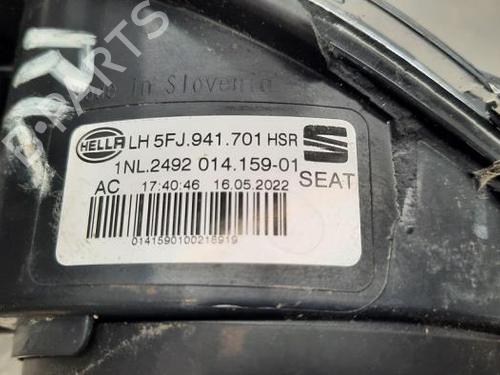 B-PARTS
Made in Slovenia
HELLA LH 5FJ.941.701 HSR
1NL.2492 014.159-01
AC 17:40:46 16.05.2022 SEAT
0141590100218919